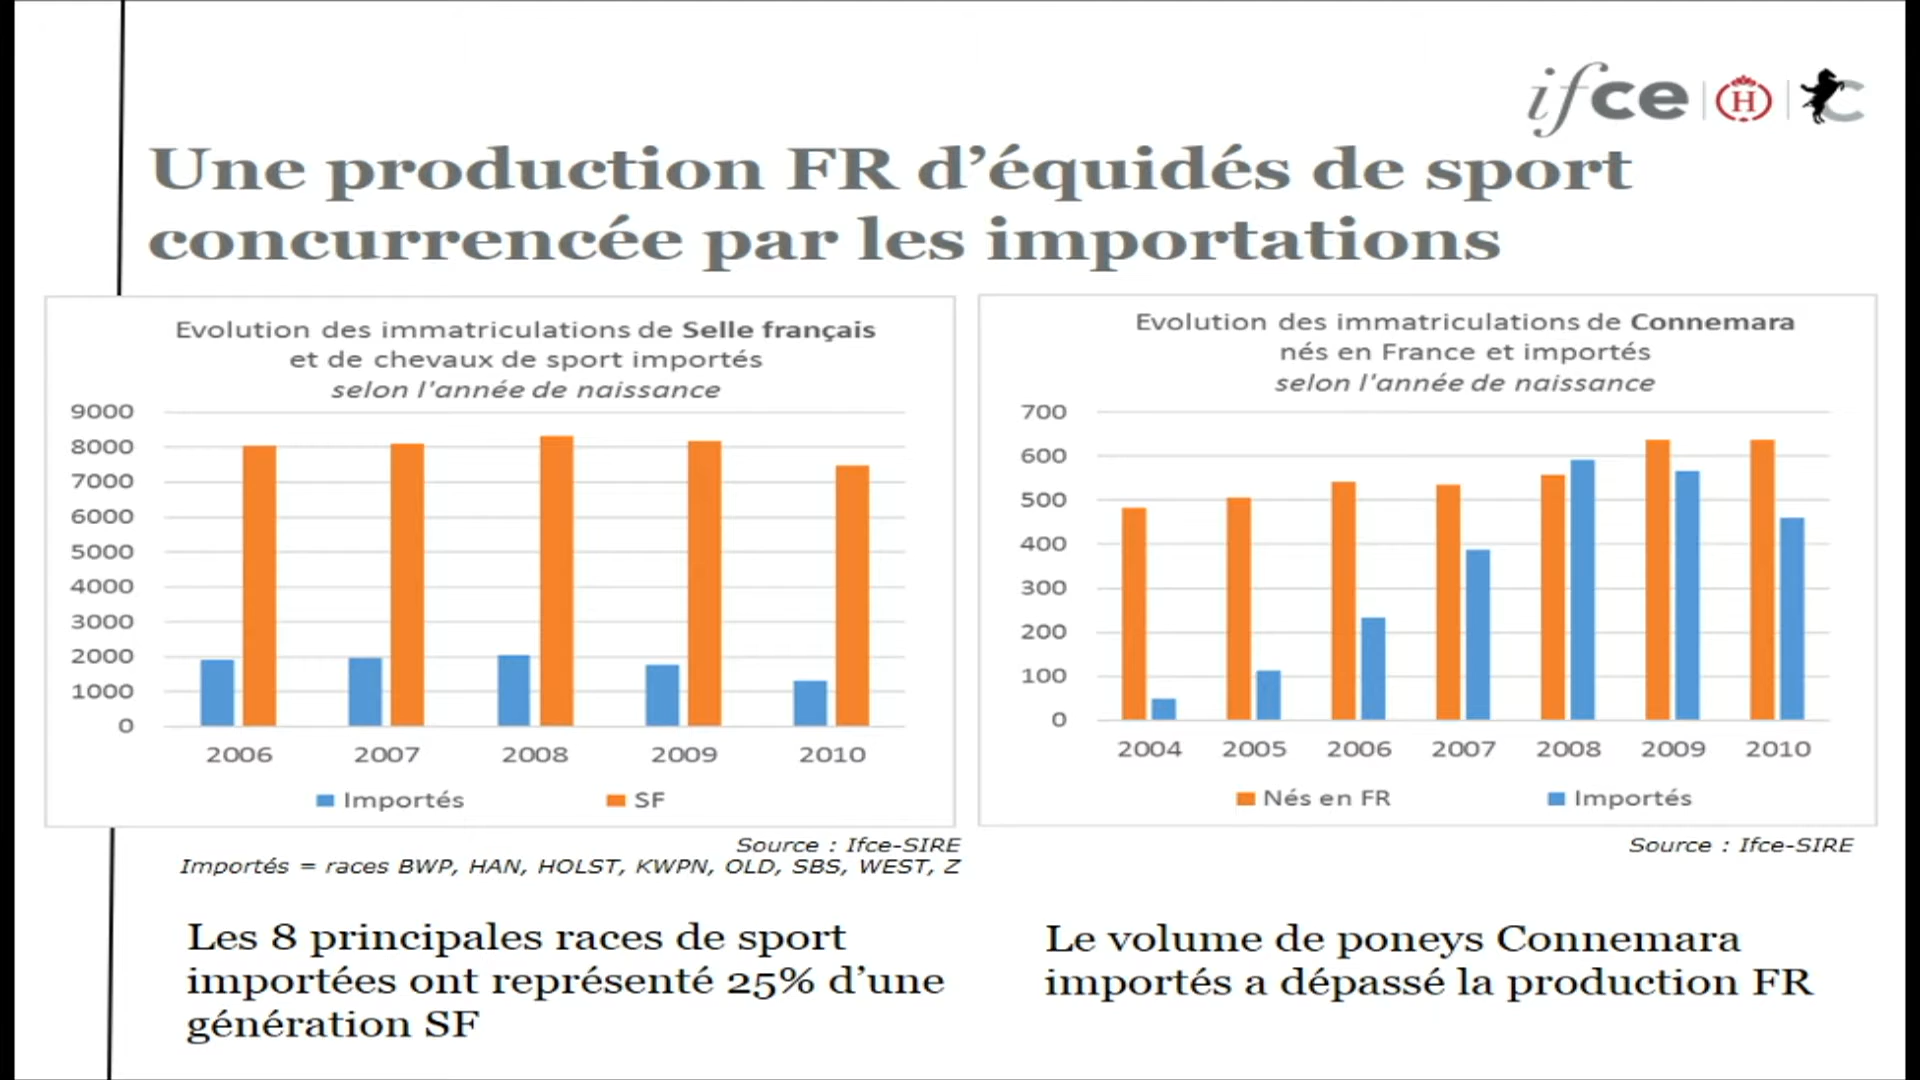 ifce
H
Une production FR d’équidés de sport
concurrencée par les importations
Evolution des immatriculations de Selle français
et de chevaux de sport importés
selon l'année de naissance
9000
8000
7000
6000
5000
4000
3000
2000
1000
0
2006 2007 2008 2009 2010
Importés SF
Source : Ifce-SIRE
Importés = races BWP, HAN, HOLST, KWPN, OLD, SBS, WEST, Z
Les 8 principales races de sport
importées ont représenté 25% d’une
génération SF
Evolution des immatriculations de Connemara
nés en France et importés
selon l'année de naissance
700
600
500
400
300
200
100
0
2004 2005 2006 2007 2008 2009 2010
Nés en FR Importés
Source : Ifce-SIRE
Le volume de poneys Connemara
importés a dépassé la production FR